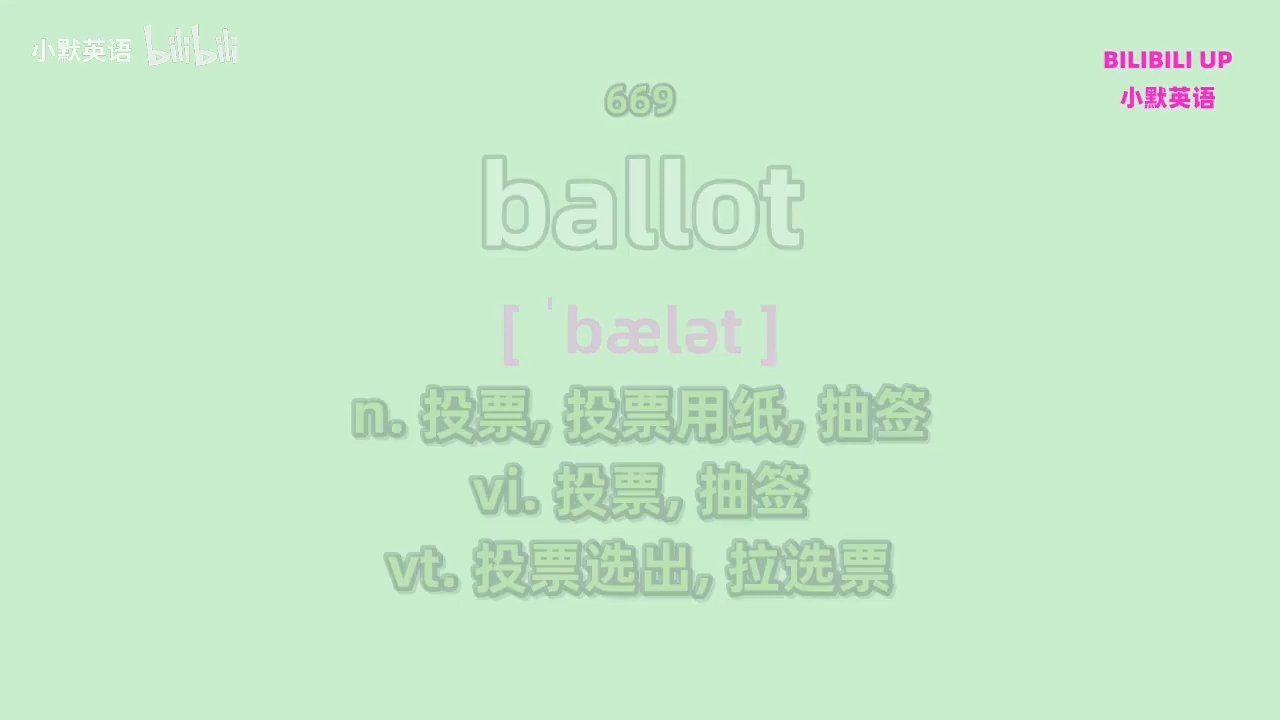 小默英语 bilibili
BILIBILI UP
小默英语
669
ballot
[ ˈbælət ]
n. 投票, 投票用纸, 抽签
vi. 投票, 抽签
vt. 投票选出, 拉选票